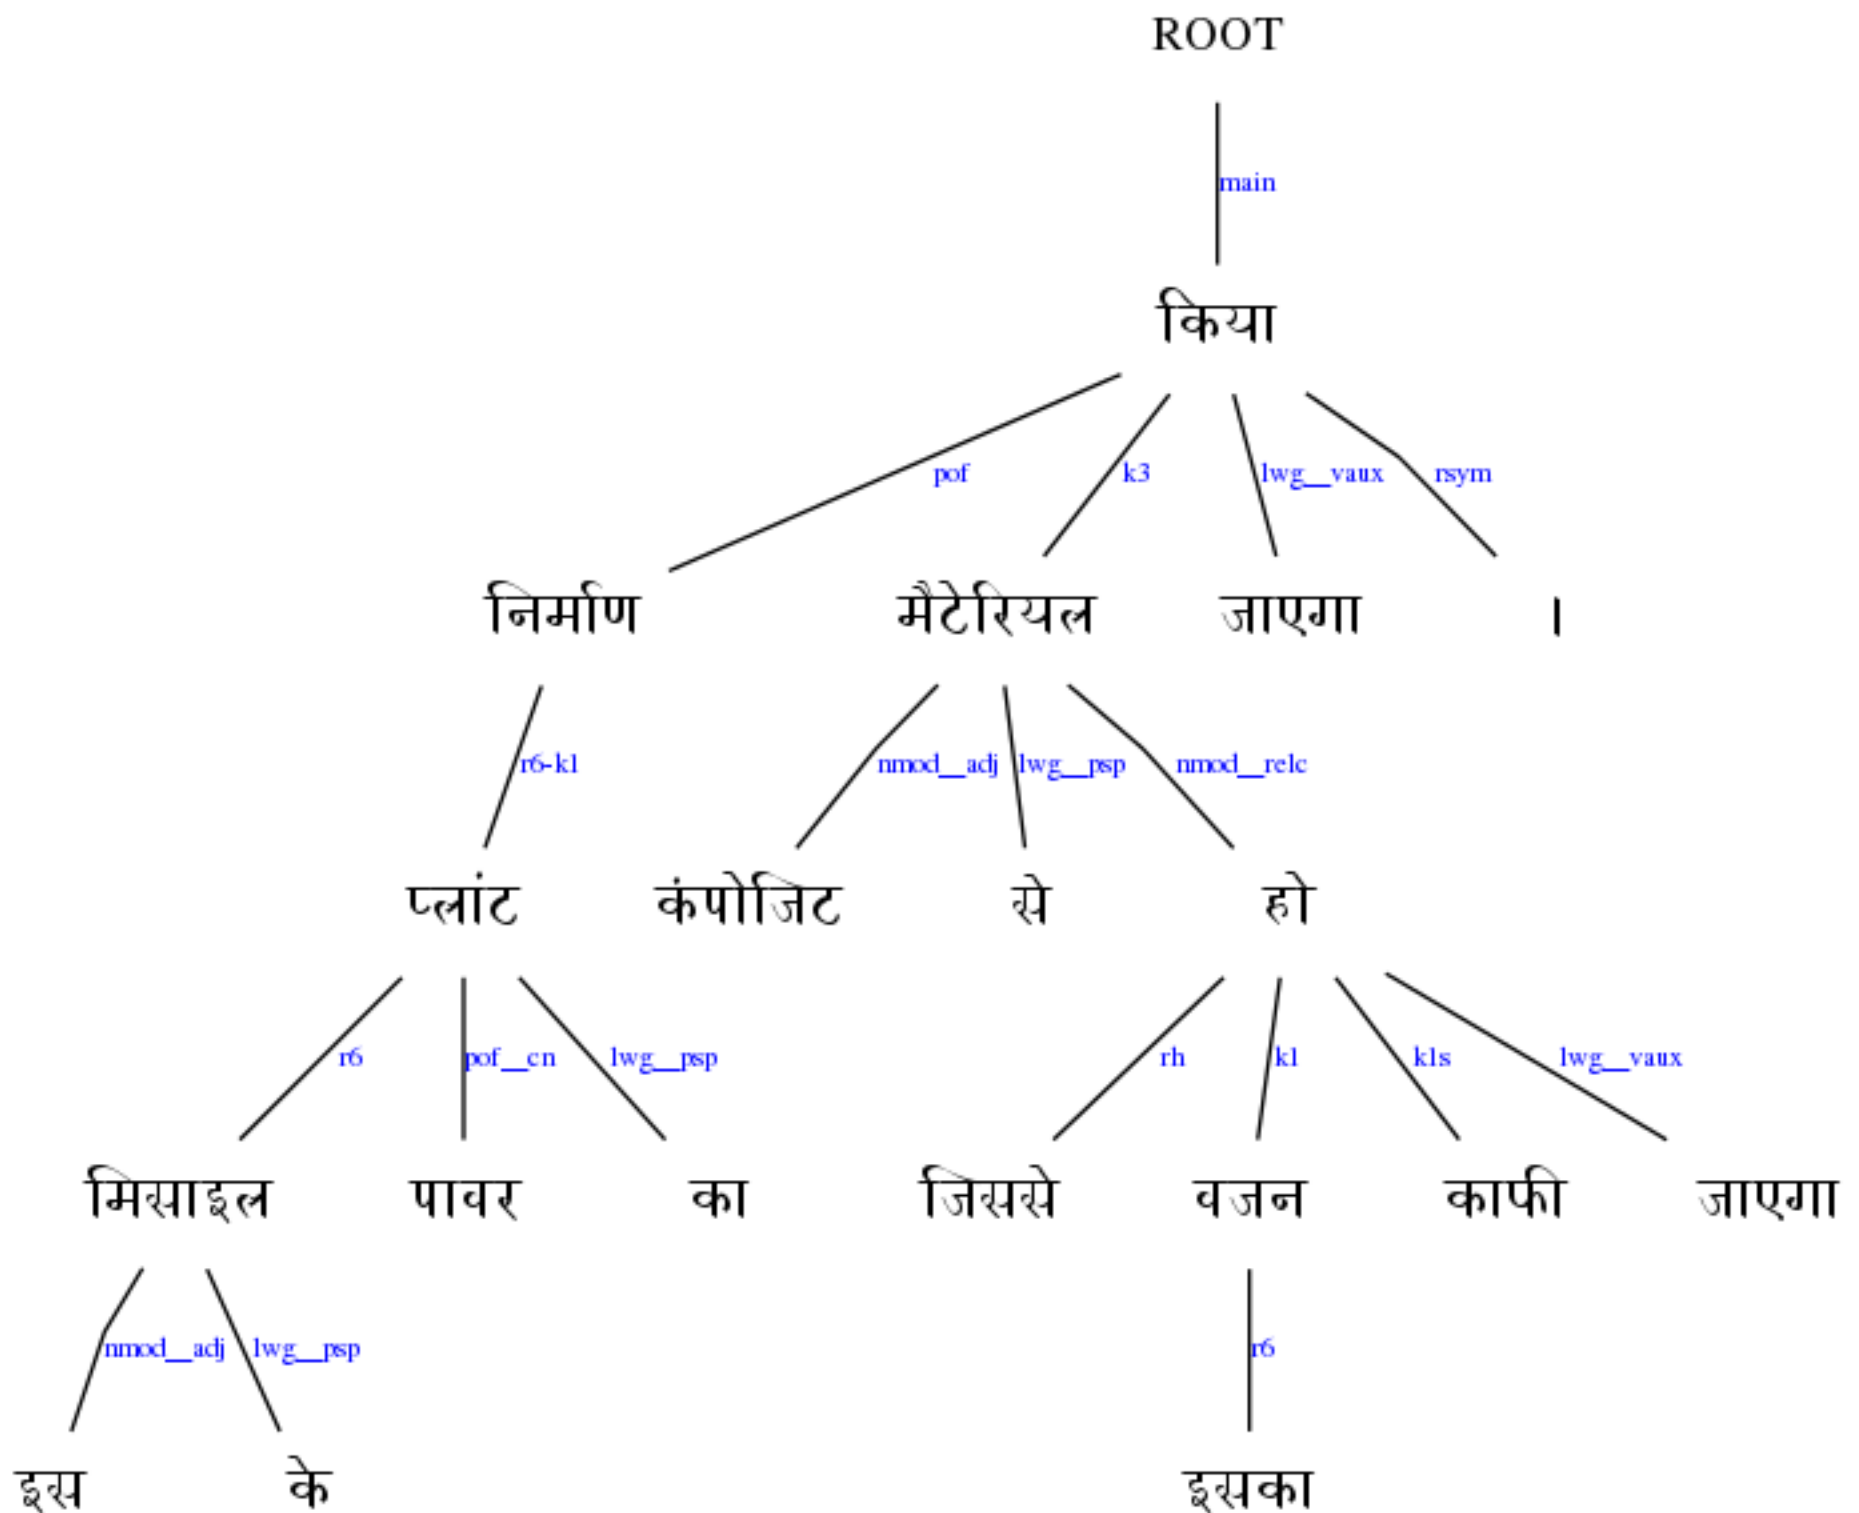 ROOT
main
किया
pof k3 lwg__vaux rsym
निर्माण मैटेरियल जाएगा ।
r6-k1 nmod__adj lwg__psp nmod__relc
प्लांट कंपोजिट से हो
r6 pof__cn lwg__psp rh k1 k1s lwg__vaux
मिसाइल पावर का जिससे वजन काफी जाएगा
nmod__adj lwg__psp r6
इस के इसका